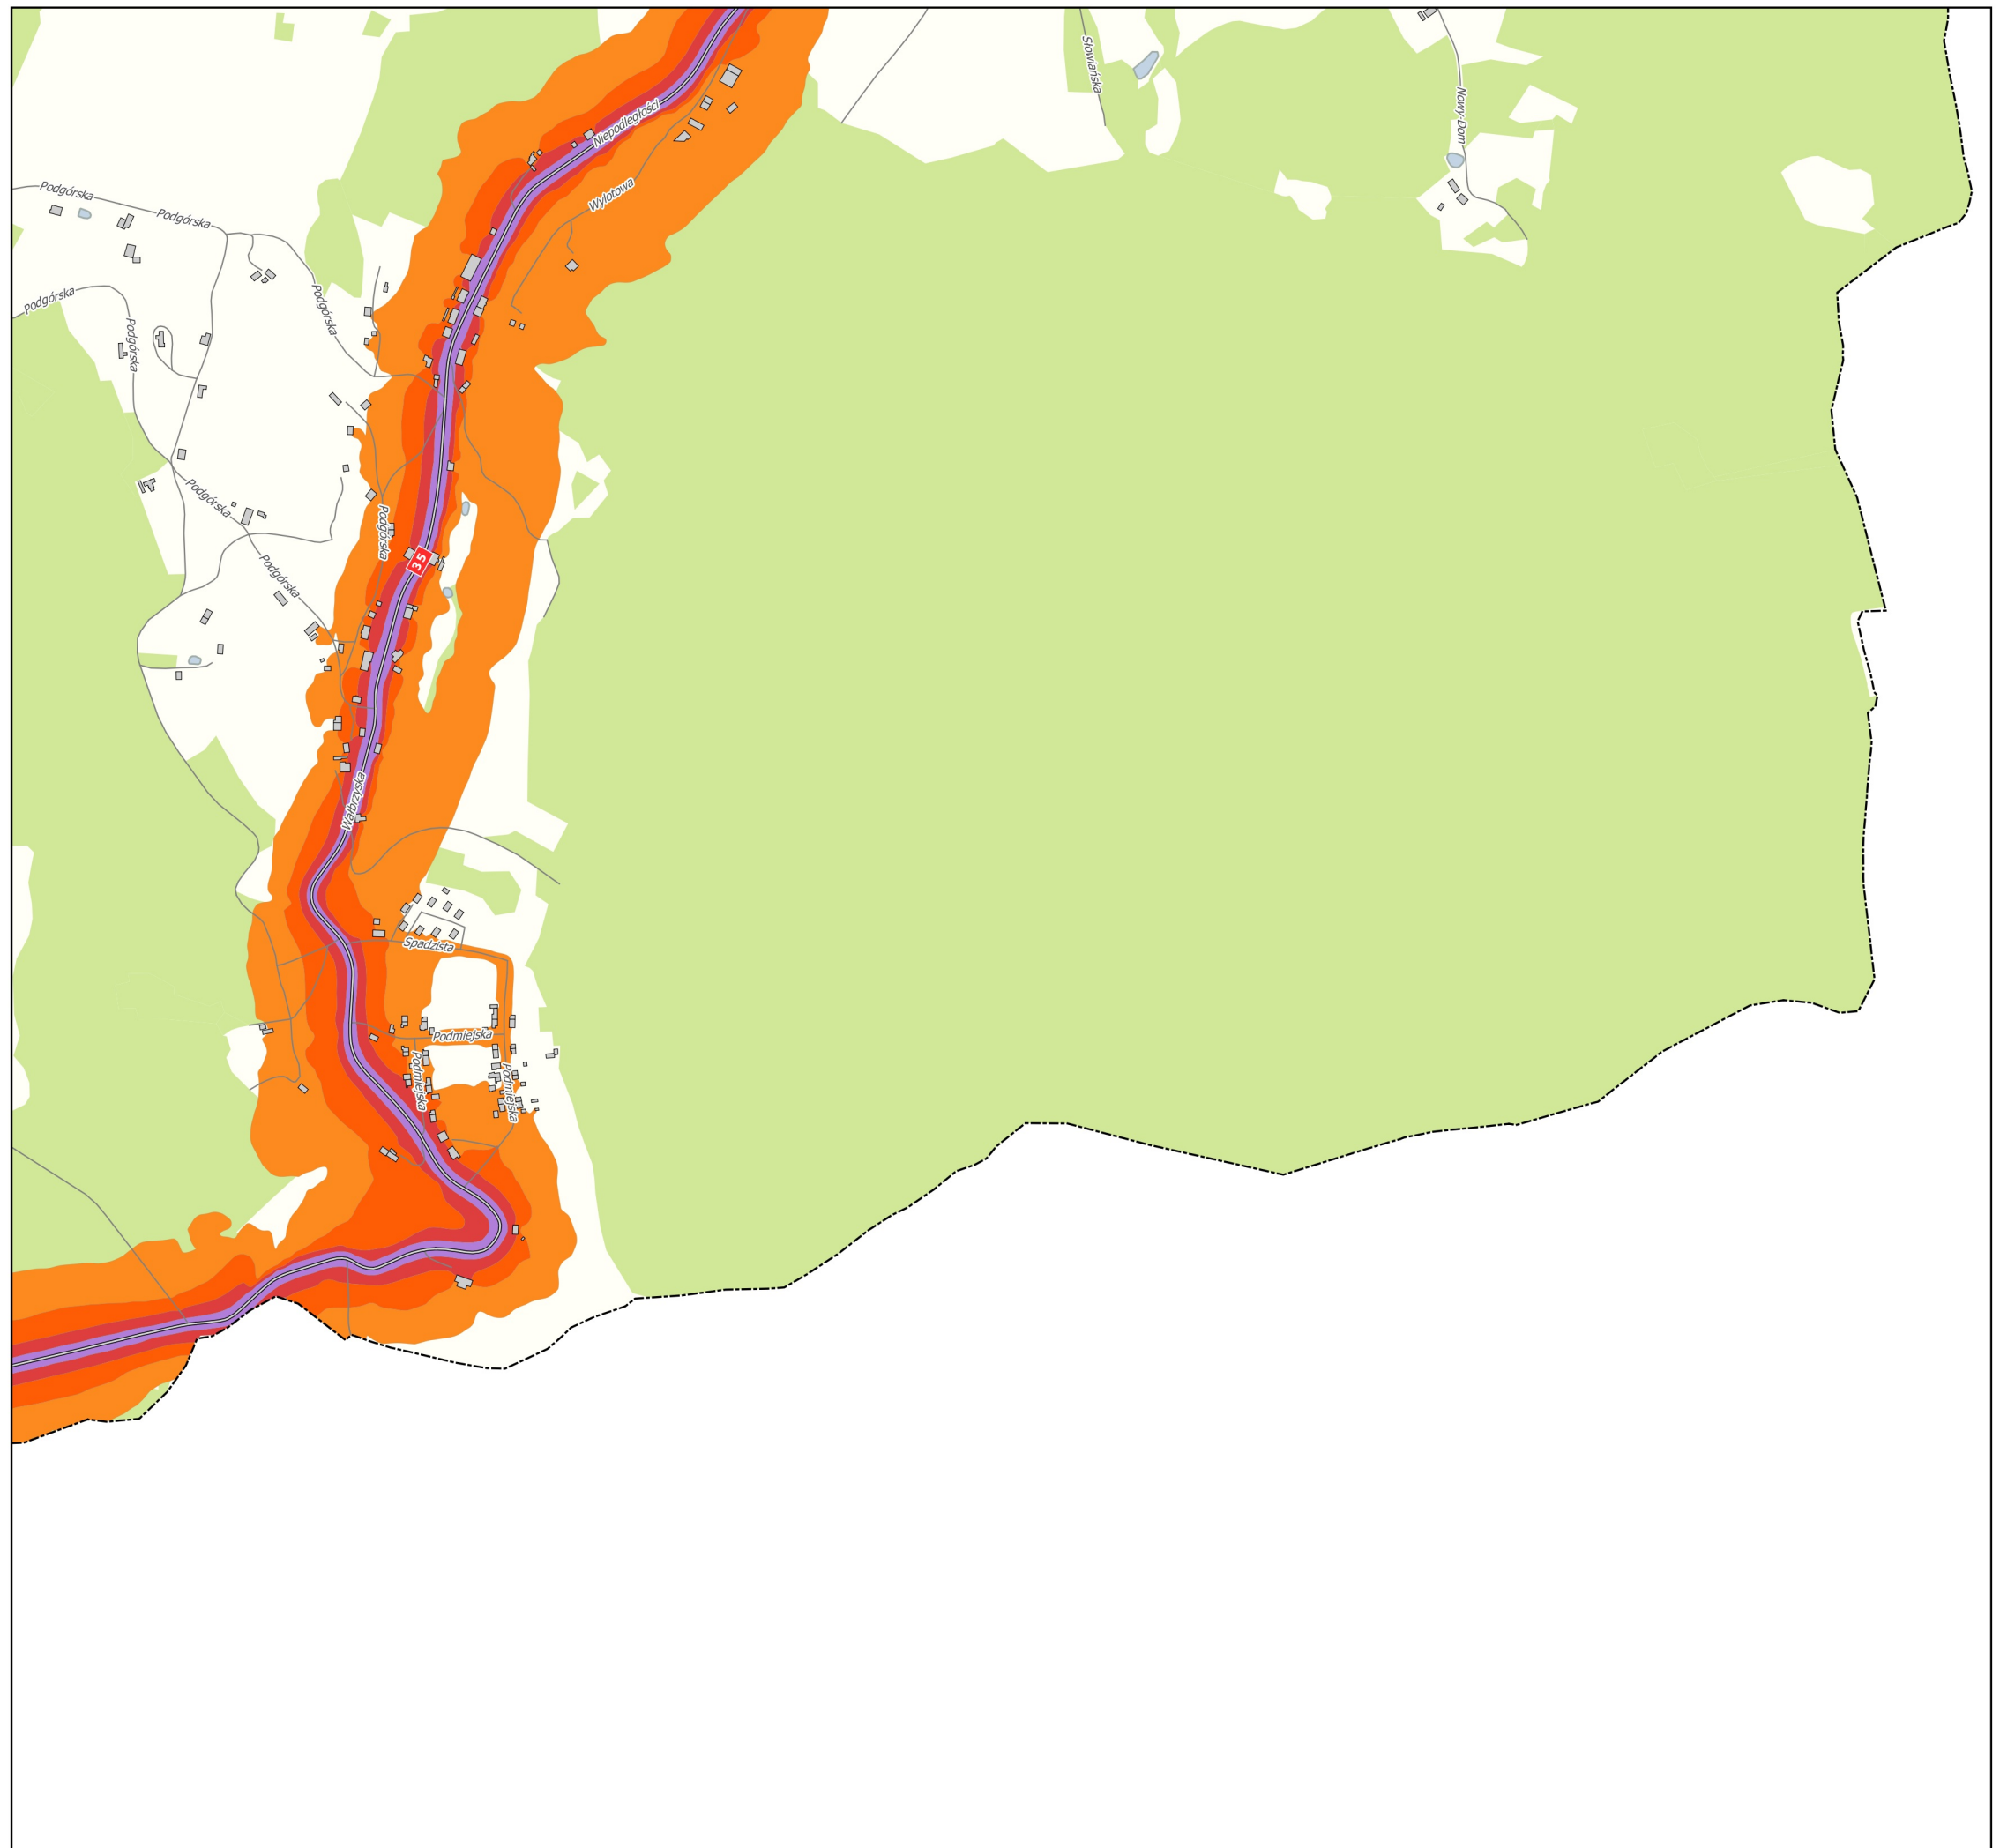 Słowiańska
Nowy Dom
Niepodległości
Wylotowa
Podgórska
Podgórska
Podgórska
Podgórska
Podgórska
Podgórska
Podgórska
Podgórska
35
Wałbrzyska
Spadzista
Podmiejska
Podmiejska
Podmiejska